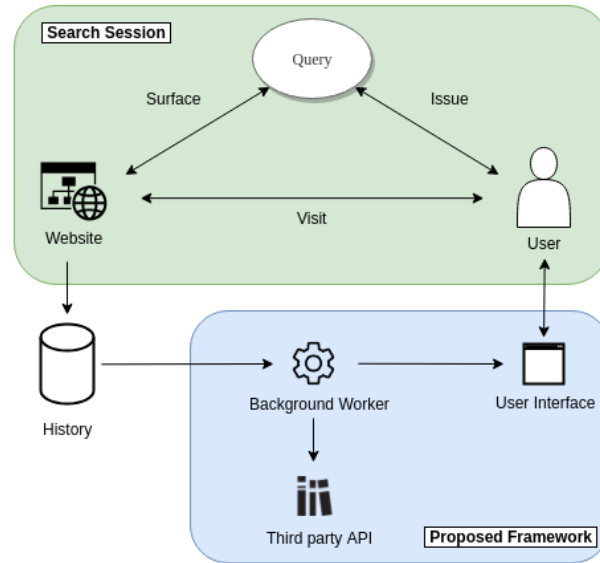 Search Session
Query
Surface
Issue
Website
Visit
User
History
Background Worker
User Interface
Third party API
Proposed Framework